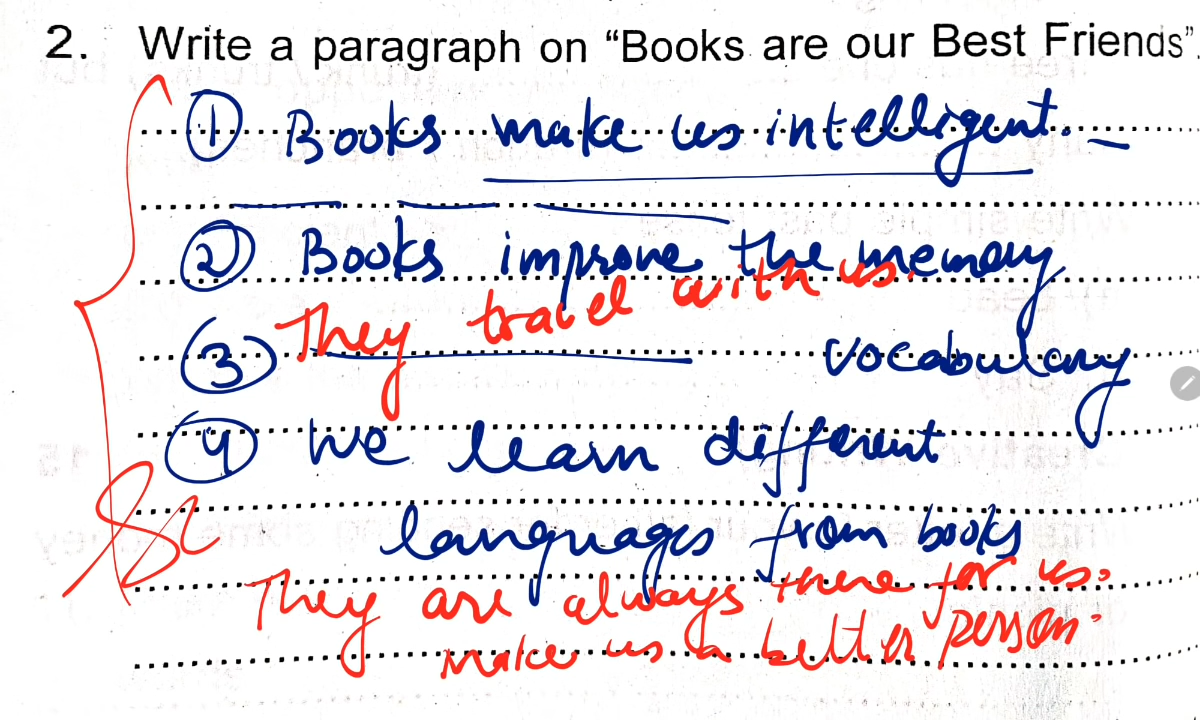 2. Write a paragraph on “Books are our Best Friends”.
① Books make us intelligent.
② Books improve the memory
③ They travel with us.
vocabulary
④ We learn different
languages from books
They are always there for us.
make us a better person.